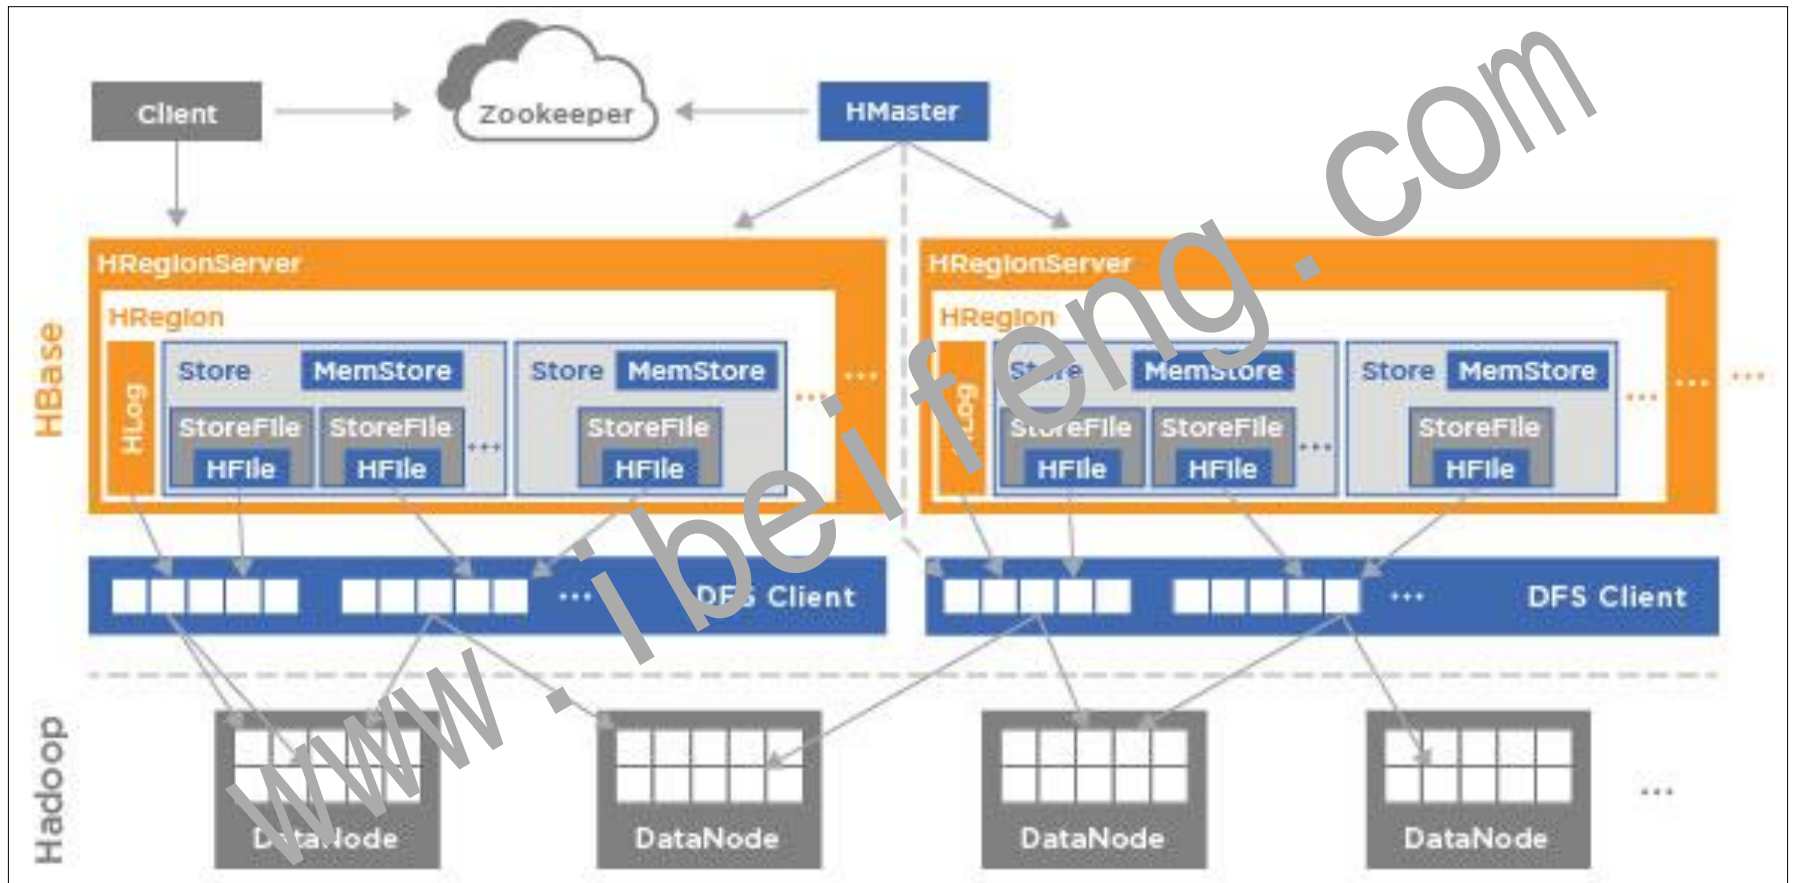 Client
Zookeeper
HMaster
HBase
HRegionServer
HRegion
HLog
Store
MemStore
StoreFile
HFile
StoreFile
HFile
...
Store
MemStore
StoreFile
HFile
...
...
HRegionServer
HRegion
HLog
Store
MemStore
StoreFile
HFile
StoreFile
HFile
...
Store
MemStore
StoreFile
HFile
...
...
...
...
DFS Client
...
DFS Client
Hadoop
DataNode
DataNode
DataNode
DataNode
...
www.ibeifeng.com